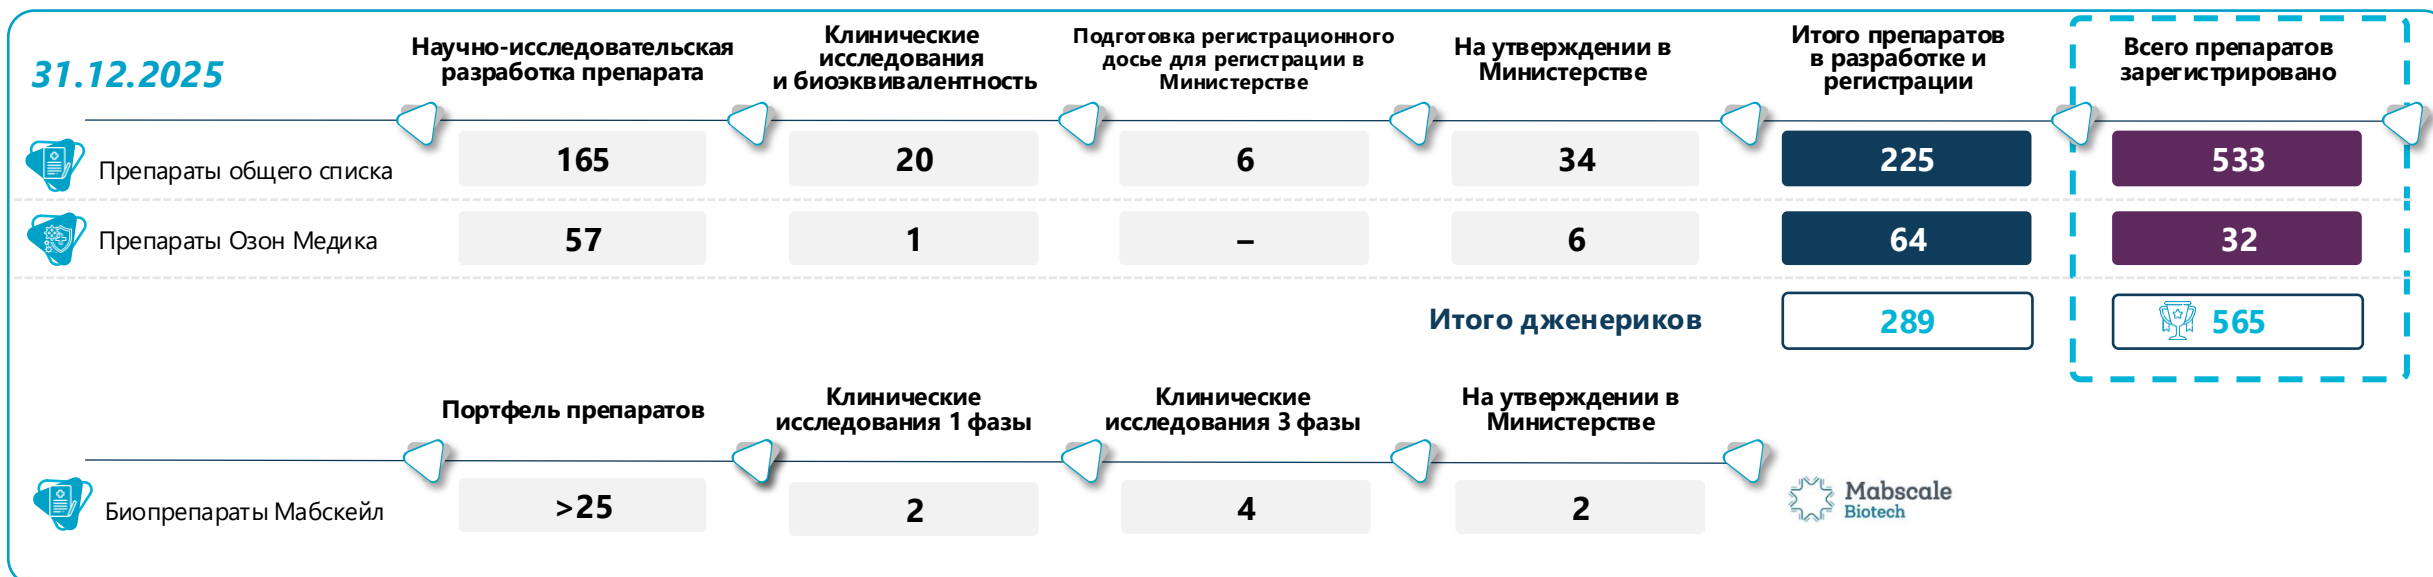 31.12.2025
Научно-исследовательская
разработка препарата
Клинические
исследования
и биоэквивалентность
Подготовка регистрационного
досье для регистрации в
Министерстве
На утверждении в
Министерстве
Итого препаратов
в разработке и
регистрации
Всего препаратов
зарегистрировано
Препараты общего списка
165
20
6
34
225
533
Препараты Озон Медика
57
1
–
6
64
32
Итого дженериков
289
565
Портфель препаратов
Клинические
исследования 1 фазы
Клинические
исследования 3 фазы
На утверждении в
Министерстве
Биопрепараты Мабскейл
>25
2
4
2
Mabscale
Biotech